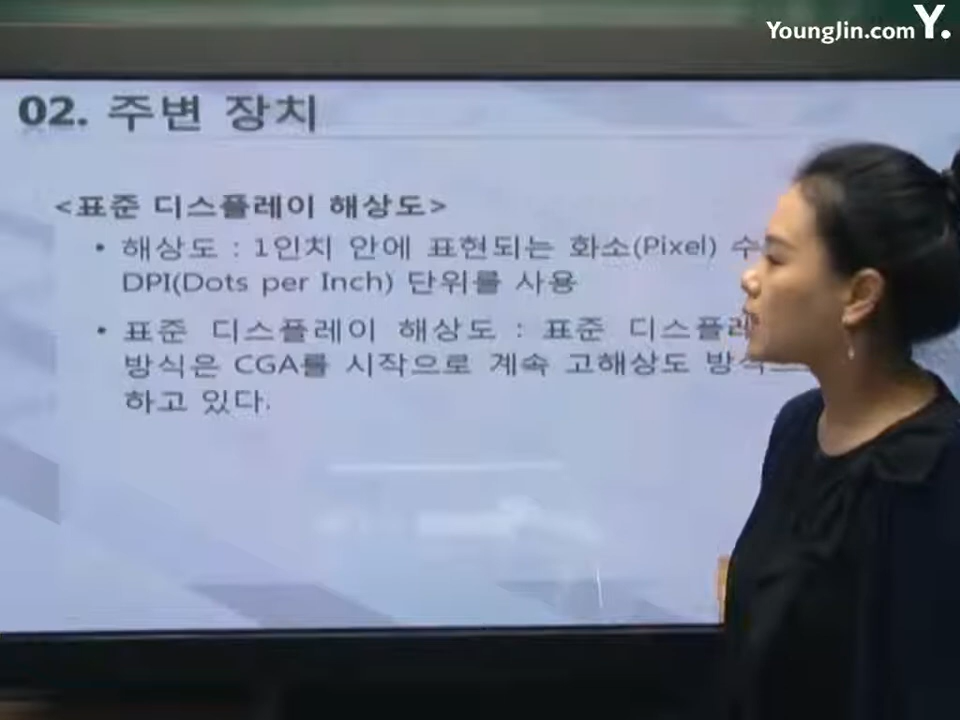 YoungJin.com Y.
02. 주변 장치
<표준 디스플레이 해상도>
• 해상도 : 1인치 안에 표현되는 화소(Pixel) 수
DPI(Dots per Inch) 단위를 사용
• 표준 디스플레이 해상도 : 표준 디스플레
방식은 CGA를 시작으로 계속 고해상도 방식
하고 있다.